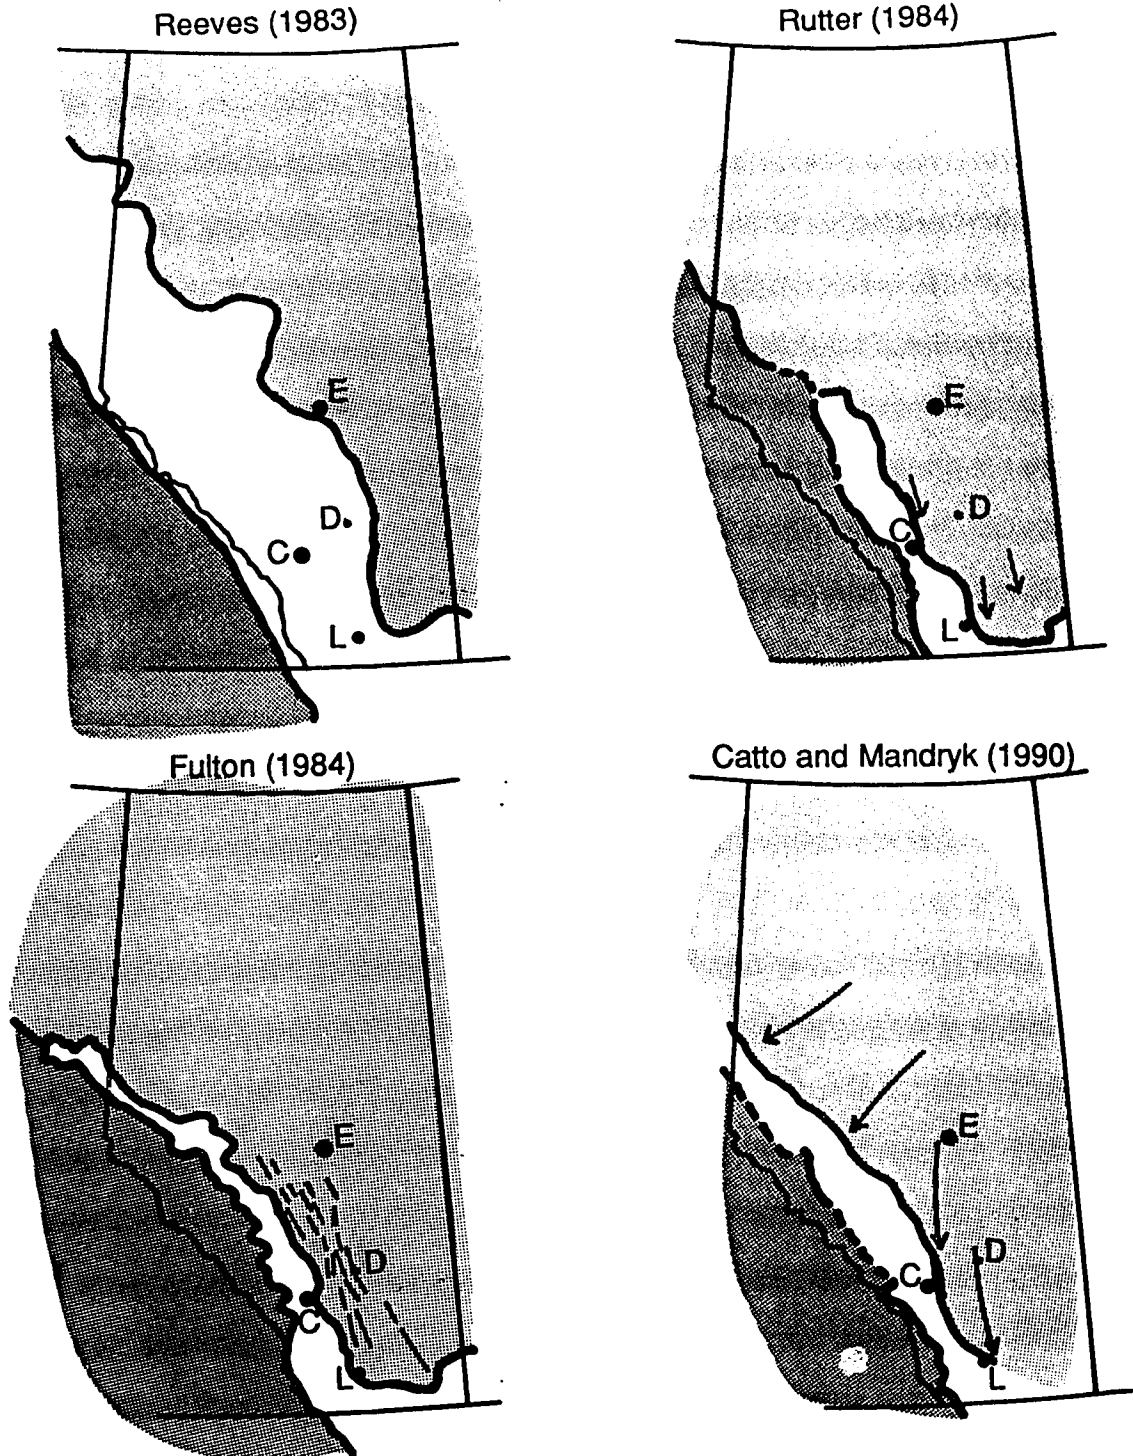 Reeves (1983)
Rutter (1984)
E
D
C
L
E
D
C
L
Fulton (1984)
Catto and Mandryk (1990)
E
D
C
L
E
D
C
L